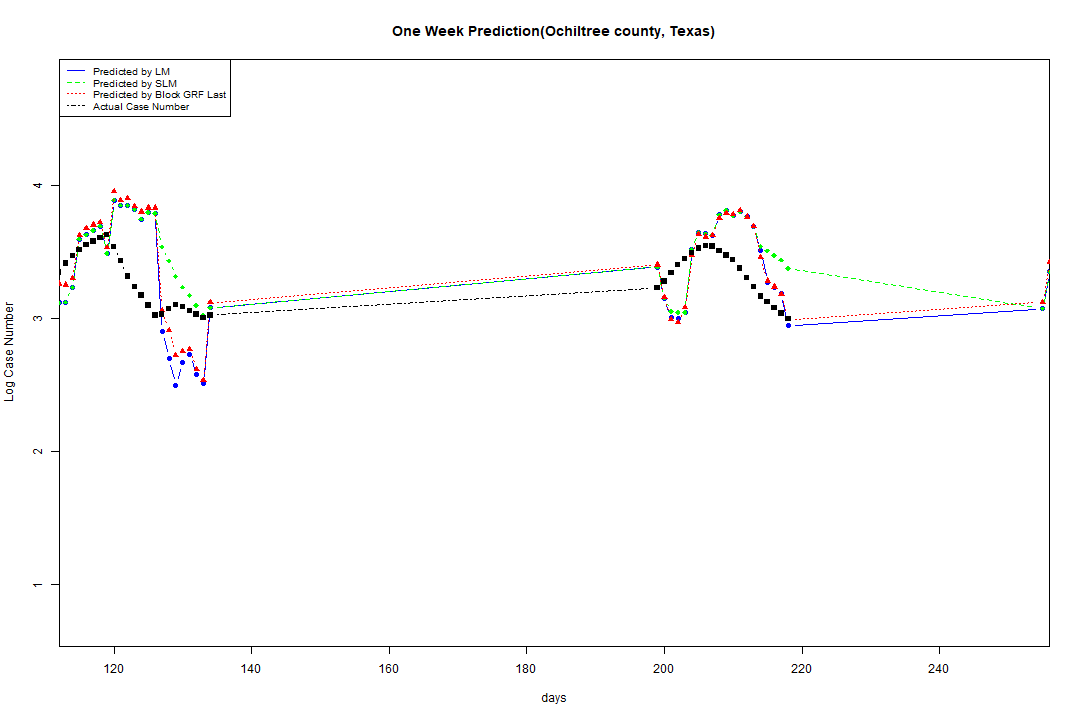 One Week Prediction(Ochiltree county, Texas)
Predicted by LM
Predicted by SLM
Predicted by Block GRF Last
Actual Case Number
4
3
2
1
Log Case Number
120 140 160 180 200 220 240
days